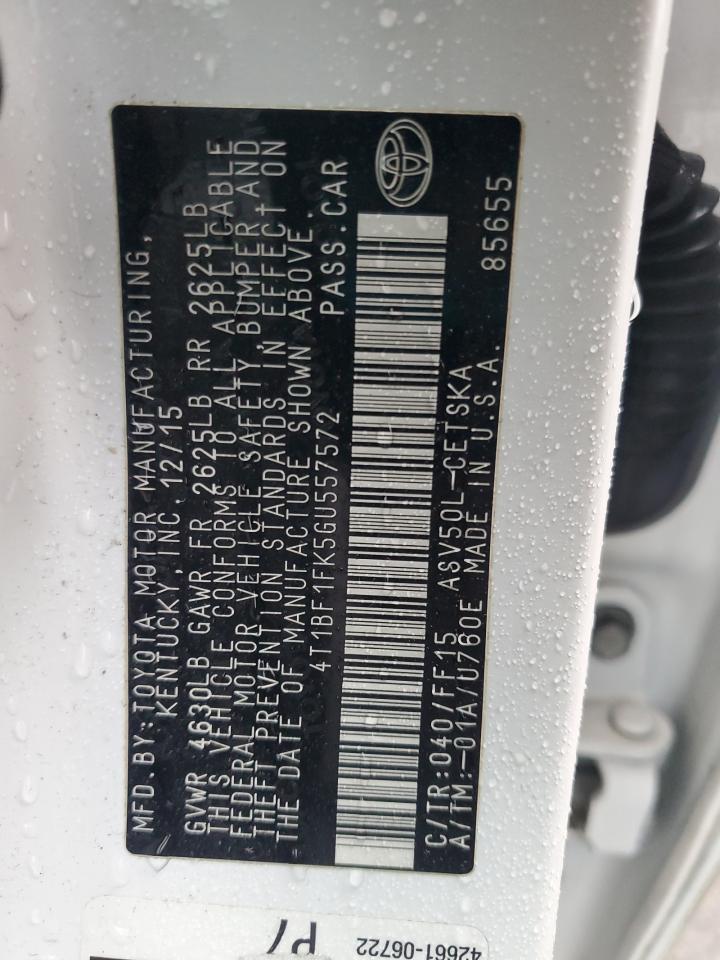 MFD.BY:TOYOTA MOTOR MANUFACTURING,
KENTUCKY,INC. 12/15
GVWR 4630LB GAWR FR 2625LB RR 2625LB
THIS VEHICLE CONFORMS TO ALL APPLICABLE
FEDERAL MOTOR VEHICLE SAFETY, BUMPER, AND
THEFT PREVENTION STANDARDS IN EFFECT ON
THE DATE OF MANUFACTURE SHOWN ABOVE.
4T1BF1FK5GU557572 PASS.CAR
C/TR:040/FF15 ASV50L-CETSKA
A/TM:-01A/U760E MADE IN U.S.A. 85655
42661-06722